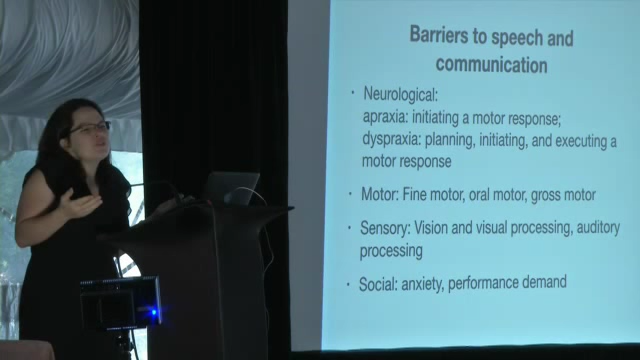 Barriers to speech and
communication
• Neurological:
apraxia: initiating a motor response;
dyspraxia: planning, initiating, and executing a
motor response
• Motor: Fine motor, oral motor, gross motor
• Sensory: Vision and visual processing, auditory
processing
• Social: anxiety, performance demand